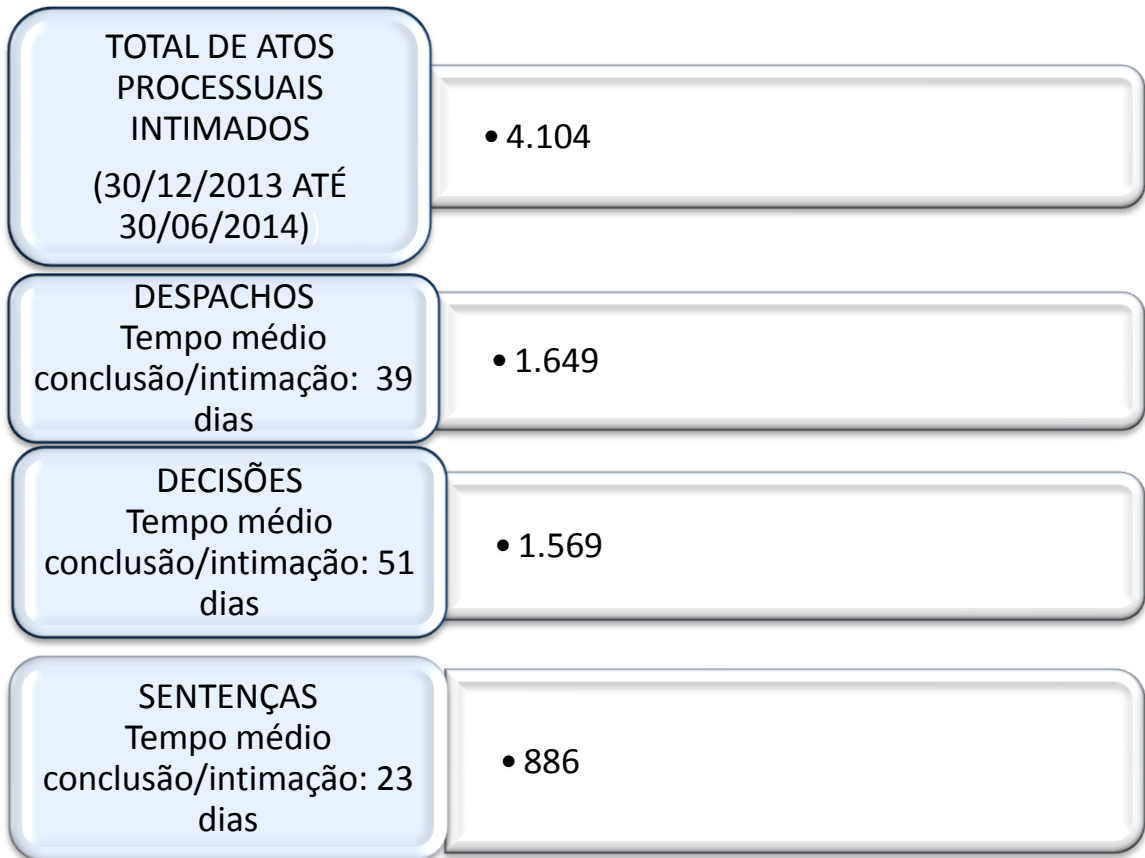 TOTAL DE ATOS
PROCESSUAIS
INTIMADOS
(30/12/2013 ATÉ
30/06/2014))
• 4.104
DESPACHOS
Tempo médio
conclusão/intimação: 39
dias
• 1.649
DECISÕES
Tempo médio
conclusão/intimação: 51
dias
• 1.569
SENTENÇAS
Tempo médio
conclusão/intimação: 23
dias
• 886